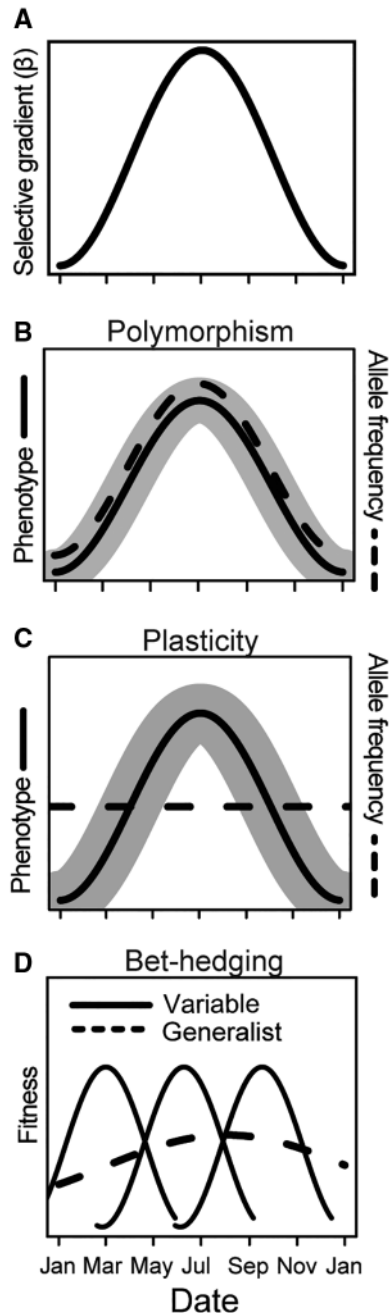 A
Selective gradient (β)
B
Polymorphism
Phenotype
Allele frequency
C
Plasticity
Phenotype
Allele frequency
D
Bet-hedging
Variable
Generalist
Fitness
Jan Mar May Jul Sep Nov Jan
Date